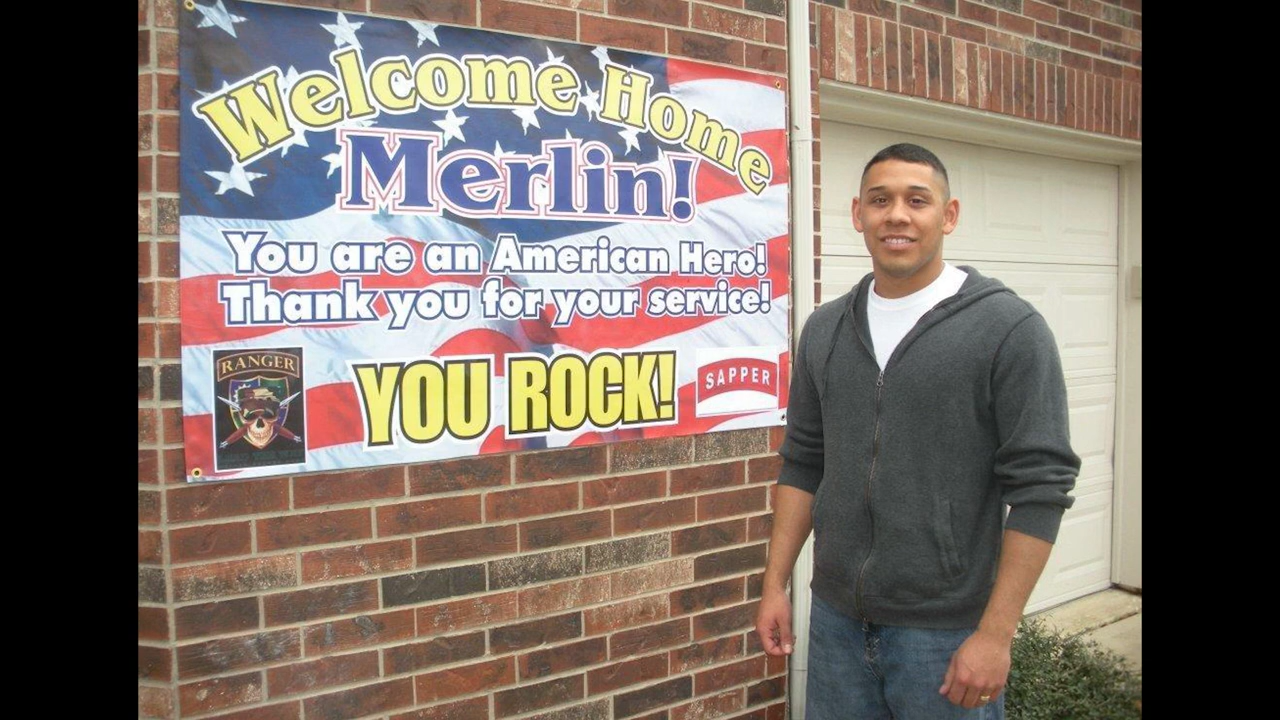 Welcome Home
Merlin!
You are an American Hero!
Thank you for your service!
RANGER
YOU ROCK!
SAPPER